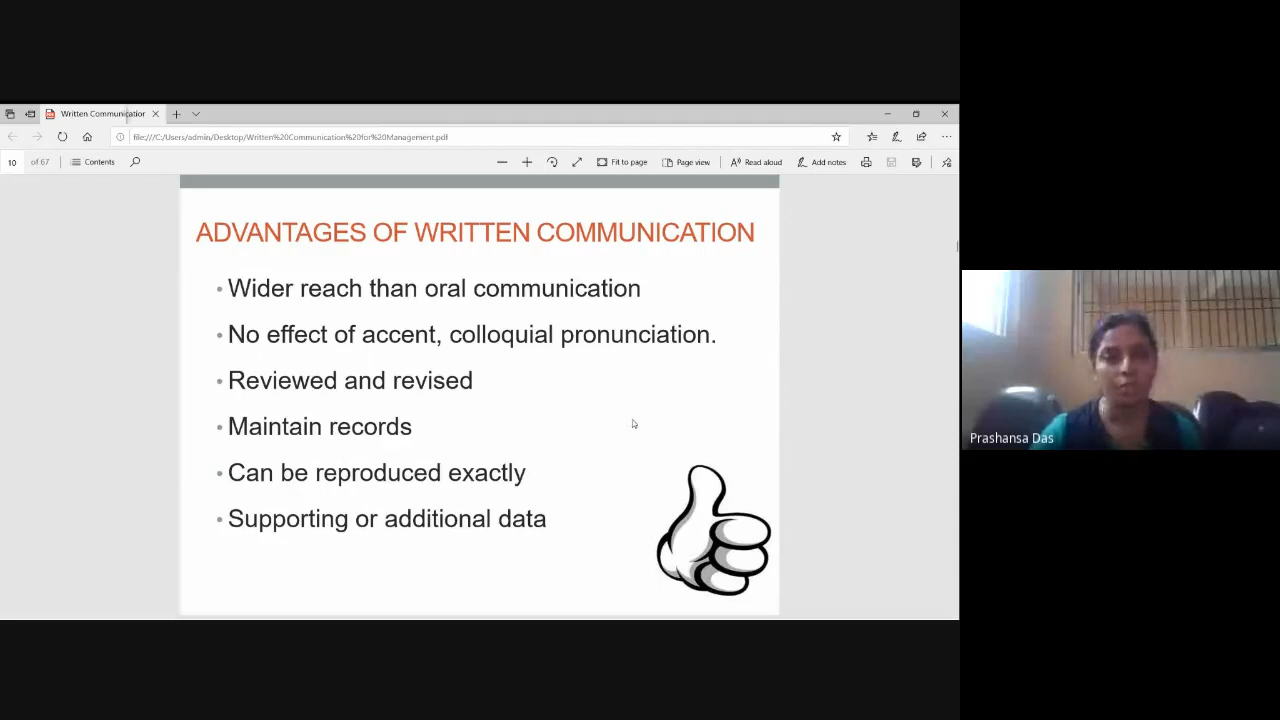 Written Communication
file:///C:/Users/admin/Desktop/Written%20Communication%20for%20Management.pdf
10 of 67 Contents Fit to page Page view Read aloud Add notes
ADVANTAGES OF WRITTEN COMMUNICATION
• Wider reach than oral communication
• No effect of accent, colloquial pronunciation.
• Reviewed and revised
• Maintain records
• Can be reproduced exactly
• Supporting or additional data
Prashansa Das